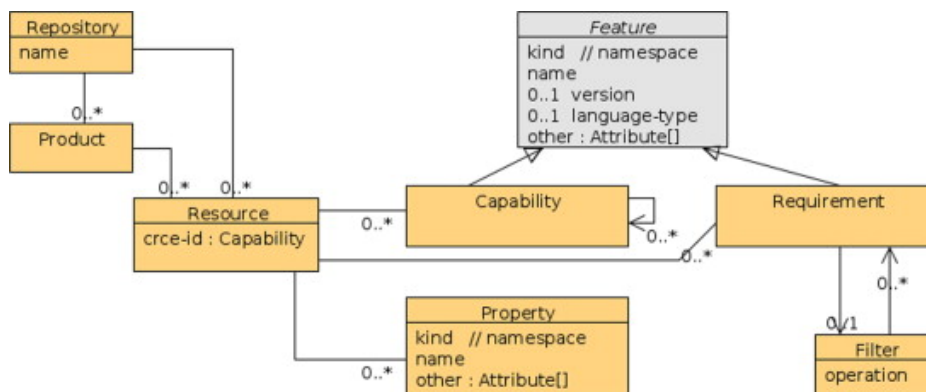 Repository
name
0..*
Product
0..*
0..*
Resource
crce-id : Capability
Feature
kind // namespace
name
0..1 version
0..1 language-type
other : Attribute[]
Capability
0..*
0..*
Requirement
0..*
Property
kind // namespace
name
other : Attribute[]
0..*
0..1
0..*
Filter
operation